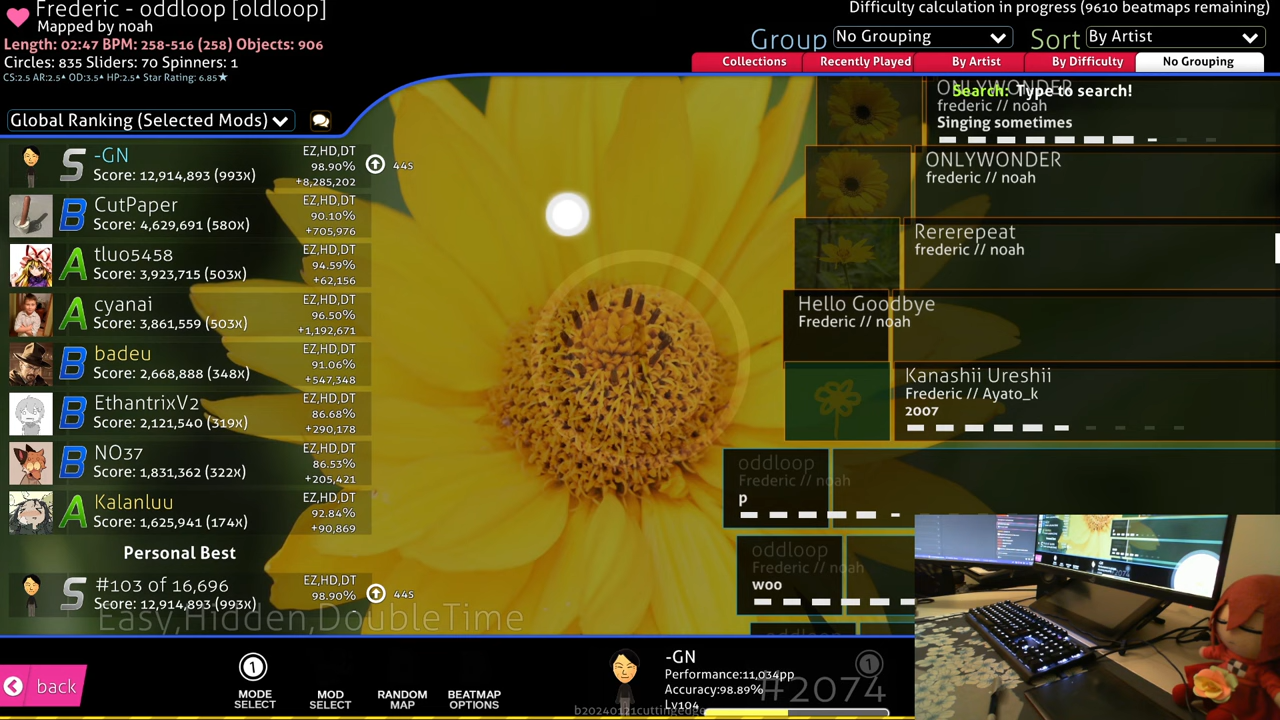 Frederic - oddloop [oldloop]
Mapped by noah
Length: 02:47 BPM: 258-516 (258) Objects: 906
Circles: 835 Sliders: 70 Spinners: 1
CS:2.5 AR:2.5 OD:3.5 HP:2.5 Star Rating: 6.85★
Difficulty calculation in progress (9610 beatmaps remaining)
Group No Grouping Sort By Artist
Collections Recently Played By Artist By Difficulty No Grouping
Search: Type to search!
Global Ranking (Selected Mods)
-GN
Score: 12,914,893 (993x)
EZ,HD,DT
98.90%
+8,285,202
44s
CutPaper
Score: 4,629,691 (580x)
EZ,HD,DT
90.10%
+705,976
tluo5458
Score: 3,923,715 (503x)
EZ,HD,DT
94.59%
+62,156
cyanai
Score: 3,861,559 (503x)
EZ,HD,DT
96.50%
+1,192,671
badeu
Score: 2,668,888 (348x)
EZ,HD,DT
91.06%
+547,348
EthantrixV2
Score: 2,121,540 (319x)
EZ,HD,DT
86.68%
+290,178
NO37
Score: 1,831,362 (322x)
EZ,HD,DT
86.53%
+205,421
Kalanluu
Score: 1,625,941 (174x)
EZ,HD,DT
92.84%
+90,869
Personal Best
#103 of 16,696
Score: 12,914,893 (993x)
EZ,HD,DT
98.90%
44s
Easy,Hidden,DoubleTime
ONLYWONDER
frederic // noah
Singing sometimes
ONLYWONDER
frederic // noah
Rererepeat
frederic // noah
Hello Goodbye
Frederic // noah
Kanashii Ureshii
Frederic // Ayato_k
2007
oddloop
Frederic // noah
p
oddloop
Frederic // noah
woo
oddloop
back
MODE SELECT
MOD SELECT
RANDOM MAP
BEATMAP OPTIONS
-GN
Performance:11,034pp
Accuracy:98.89%
Lv104
#2074
b20240121cuttingedge